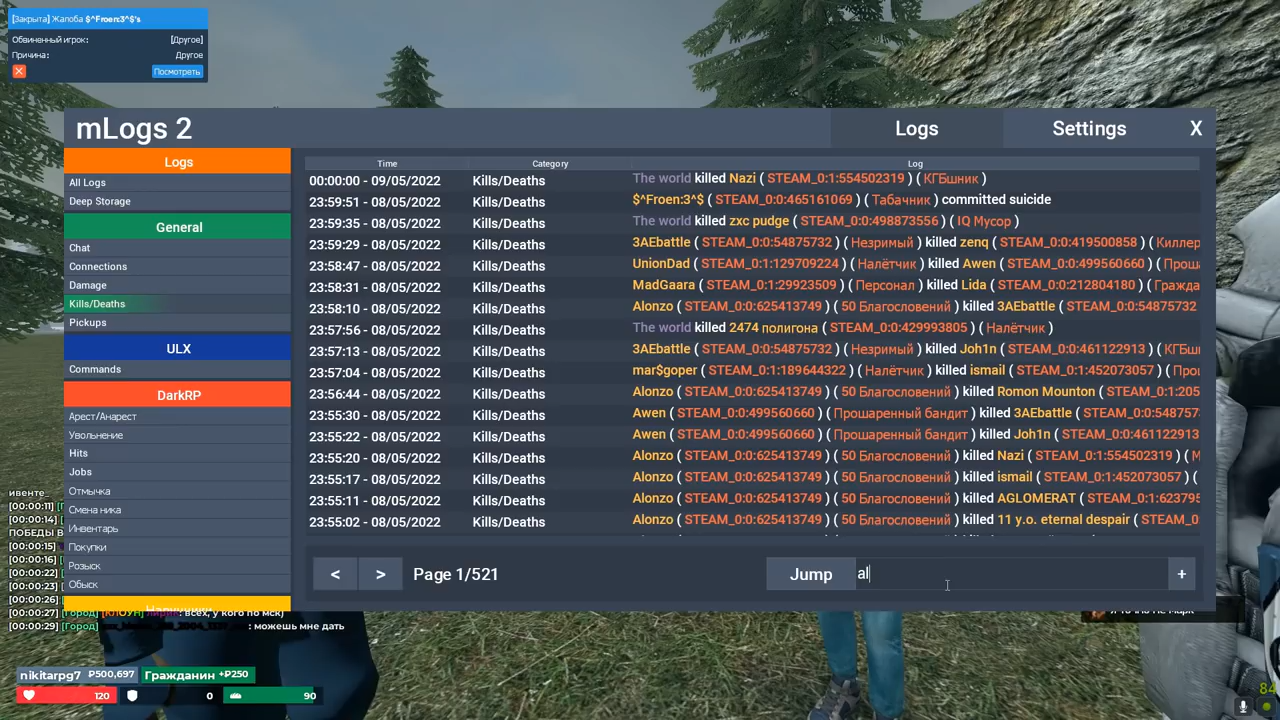 [Закрыта] Жалоба $^Froen:3^$'s
Обвиненный игрок: [Другое]
Причина: Другое
Посмотреть
mLogs 2
Logs
Settings
X
Logs
All Logs
Deep Storage
General
Chat
Connections
Damage
Kills/Deaths
Pickups
ULX
Commands
DarkRP
Арест/Анарест
Увольнение
Hits
Jobs
Отмычка
Смена ника
Инвентарь
Покупки
Розыск
Обыск
Time Category Log
00:00:00 - 09/05/2022 Kills/Deaths The world killed Nazi ( STEAM_0:1:554502319 ) ( КГБшник )
23:59:51 - 08/05/2022 Kills/Deaths $^Froen:3^$ ( STEAM_0:0:465161069 ) ( Табачник ) committed suicide
23:59:35 - 08/05/2022 Kills/Deaths The world killed zxc pudge ( STEAM_0:0:498873556 ) ( IQ Мусор )
23:59:29 - 08/05/2022 Kills/Deaths 3AEbattle ( STEAM_0:0:54875732 ) ( Незримый ) killed zenq ( STEAM_0:0:419500858 ) ( Киллер
23:58:47 - 08/05/2022 Kills/Deaths UnionDad ( STEAM_0:1:129709224 ) ( Налётчик ) killed Awen ( STEAM_0:0:499560660 ) ( Прош
23:58:31 - 08/05/2022 Kills/Deaths MadGaara ( STEAM_0:1:29923509 ) ( Персонал ) killed Lida ( STEAM_0:0:212804180 ) ( Гражда
23:58:10 - 08/05/2022 Kills/Deaths Alonzo ( STEAM_0:0:625413749 ) ( 50 Благословений ) killed 3AEbattle ( STEAM_0:0:54875732
23:57:56 - 08/05/2022 Kills/Deaths The world killed 2474 полигона ( STEAM_0:0:429993805 ) ( Налётчик )
23:57:13 - 08/05/2022 Kills/Deaths 3AEbattle ( STEAM_0:0:54875732 ) ( Незримый ) killed Joh1n ( STEAM_0:0:461122913 ) ( КГБш
23:57:04 - 08/05/2022 Kills/Deaths mar$goper ( STEAM_0:1:189644322 ) ( Налётчик ) killed ismail ( STEAM_0:1:452073057 ) ( Про
23:56:44 - 08/05/2022 Kills/Deaths Alonzo ( STEAM_0:0:625413749 ) ( 50 Благословений ) killed Romon Mounton ( STEAM_0:1:205
23:55:30 - 08/05/2022 Kills/Deaths Awen ( STEAM_0:0:499560660 ) ( Прошаренный бандит ) killed 3AEbattle ( STEAM_0:0:548757
23:55:22 - 08/05/2022 Kills/Deaths Awen ( STEAM_0:0:499560660 ) ( Прошаренный бандит ) killed Joh1n ( STEAM_0:0:461122913
23:55:20 - 08/05/2022 Kills/Deaths Alonzo ( STEAM_0:0:625413749 ) ( 50 Благословений ) killed Nazi ( STEAM_0:1:554502319 ) ( М
23:55:17 - 08/05/2022 Kills/Deaths Alonzo ( STEAM_0:0:625413749 ) ( 50 Благословений ) killed ismail ( STEAM_0:1:452073057 ) (
23:55:11 - 08/05/2022 Kills/Deaths Alonzo ( STEAM_0:0:625413749 ) ( 50 Благословений ) killed AGLOMERAT ( STEAM_0:1:623795
23:55:02 - 08/05/2022 Kills/Deaths Alonzo ( STEAM_0:0:625413749 ) ( 50 Благословений ) killed 11 y.o. eternal despair ( STEAM_0:
< > Page 1/521 Jump al +
ивенте_
[00:00:11]
[00:00:14]
ПОБЕДЫ В
[00:00:15]
[00:00:16]
[00:00:22]
[00:00:23]
[00:00:26]
[00:00:27] [Город] [КЛОУН] : всех, у кого по мск)
[00:00:29] [Город] : можешь мне дать
nikitarpg7 ₽500,697 Гражданин +₽250
120 0 90
84